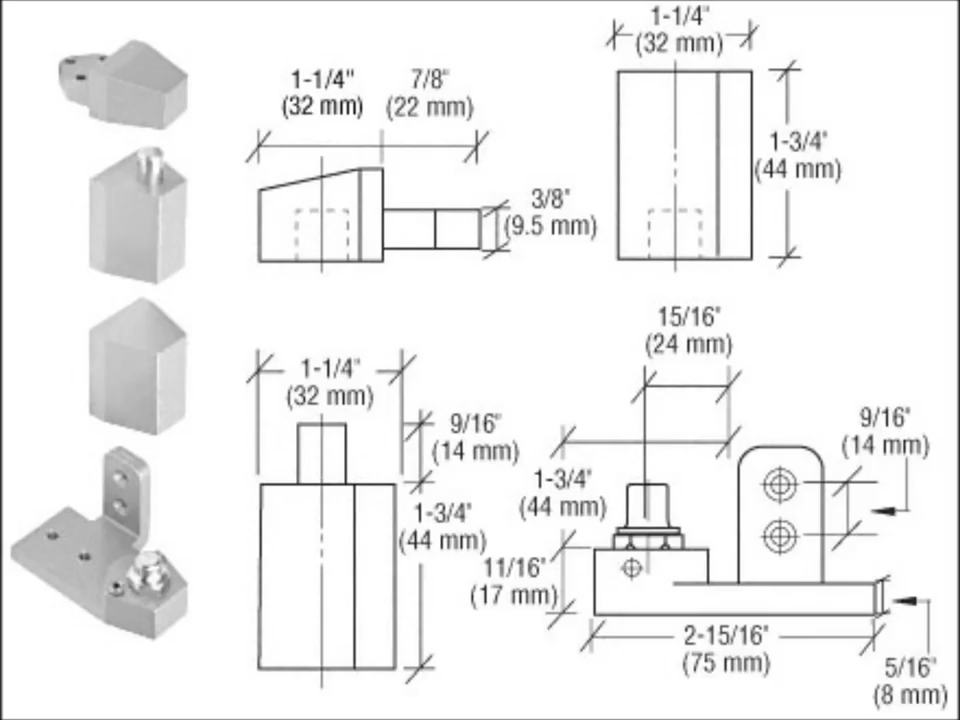 1-1/4"
(32 mm)
1-1/4"
(32 mm)
7/8"
(22 mm)
1-3/4"
(44 mm)
3/8"
(9.5 mm)
15/16"
(24 mm)
1-1/4"
(32 mm)
9/16"
(14 mm)
9/16"
(14 mm)
1-3/4"
(44 mm)
1-3/4"
(44 mm)
11/16"
(17 mm)
2-15/16"
(75 mm)
5/16"
(8 mm)